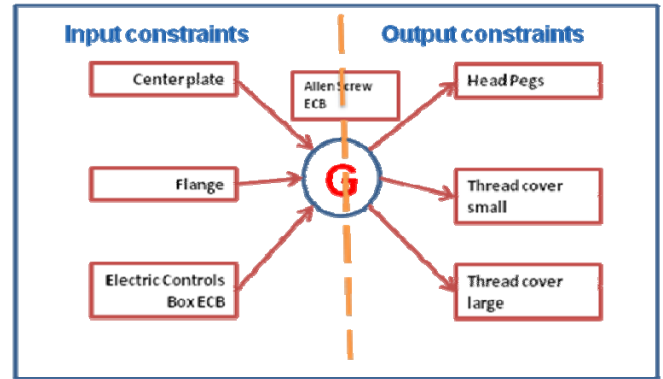 Input constraints
Output constraints
Center plate
Allen Screw
ECB
Head Pegs
Flange
G
Thread cover
small
Electric Controls
Box ECB
Thread cover
large